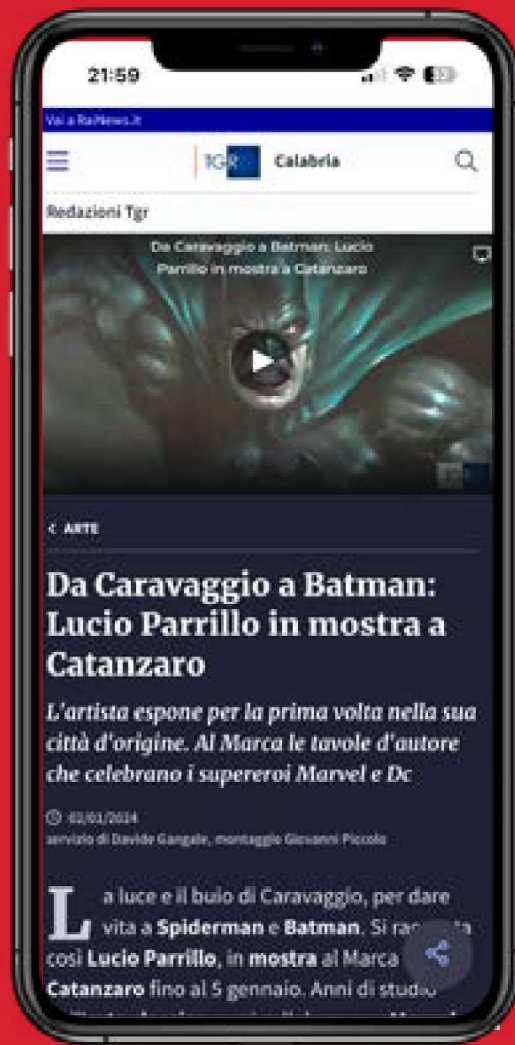 21:59
Vai a RaiNews.it
TGR Calabria
Redazioni Tgr
Da Caravaggio a Batman: Lucio
Parrillo in mostra a Catanzaro
ARTE
Da Caravaggio a Batman:
Lucio Parrillo in mostra a
Catanzaro
L'artista espone per la prima volta nella sua
città d'origine. Al Marca le tavole d'autore
che celebrano i supereroi Marvel e Dc
02/01/2024
servizio di Davide Gangale, montaggio Giovanni Piccolo
La luce e il buio di Caravaggio, per dare
vita a Spiderman e Batman. Si
così Lucio Parrillo, in mostra al Marca
Catanzaro fino al 5 gennaio. Anni di studio